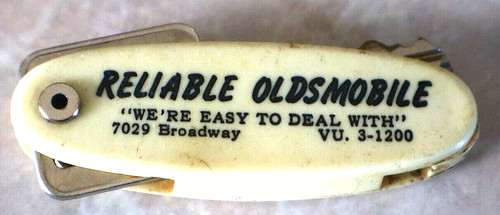 RELIABLE OLDSMOBILE
"WE'RE EASY TO DEAL WITH"
7029 Broadway VU. 3-1200